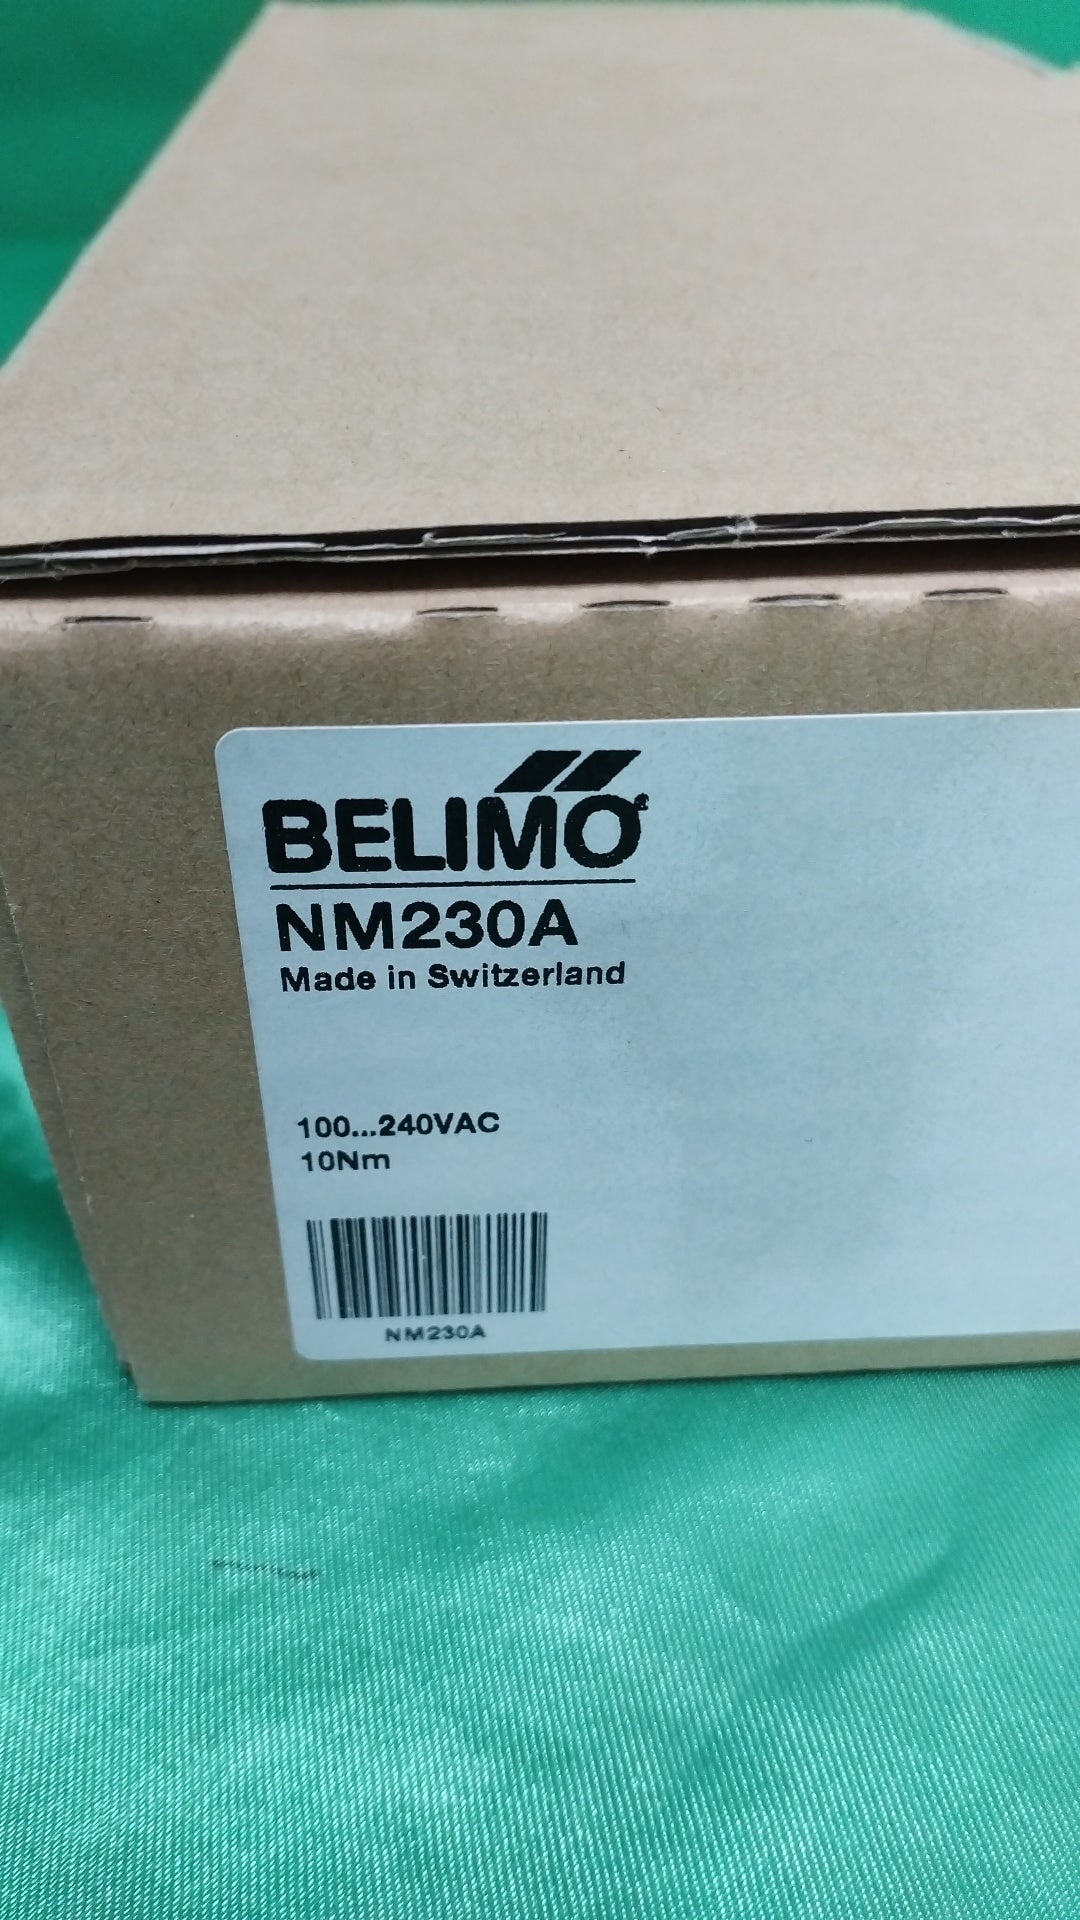 BELIMO
NM230A
Made in Switzerland
100...240VAC
10Nm
NM230A